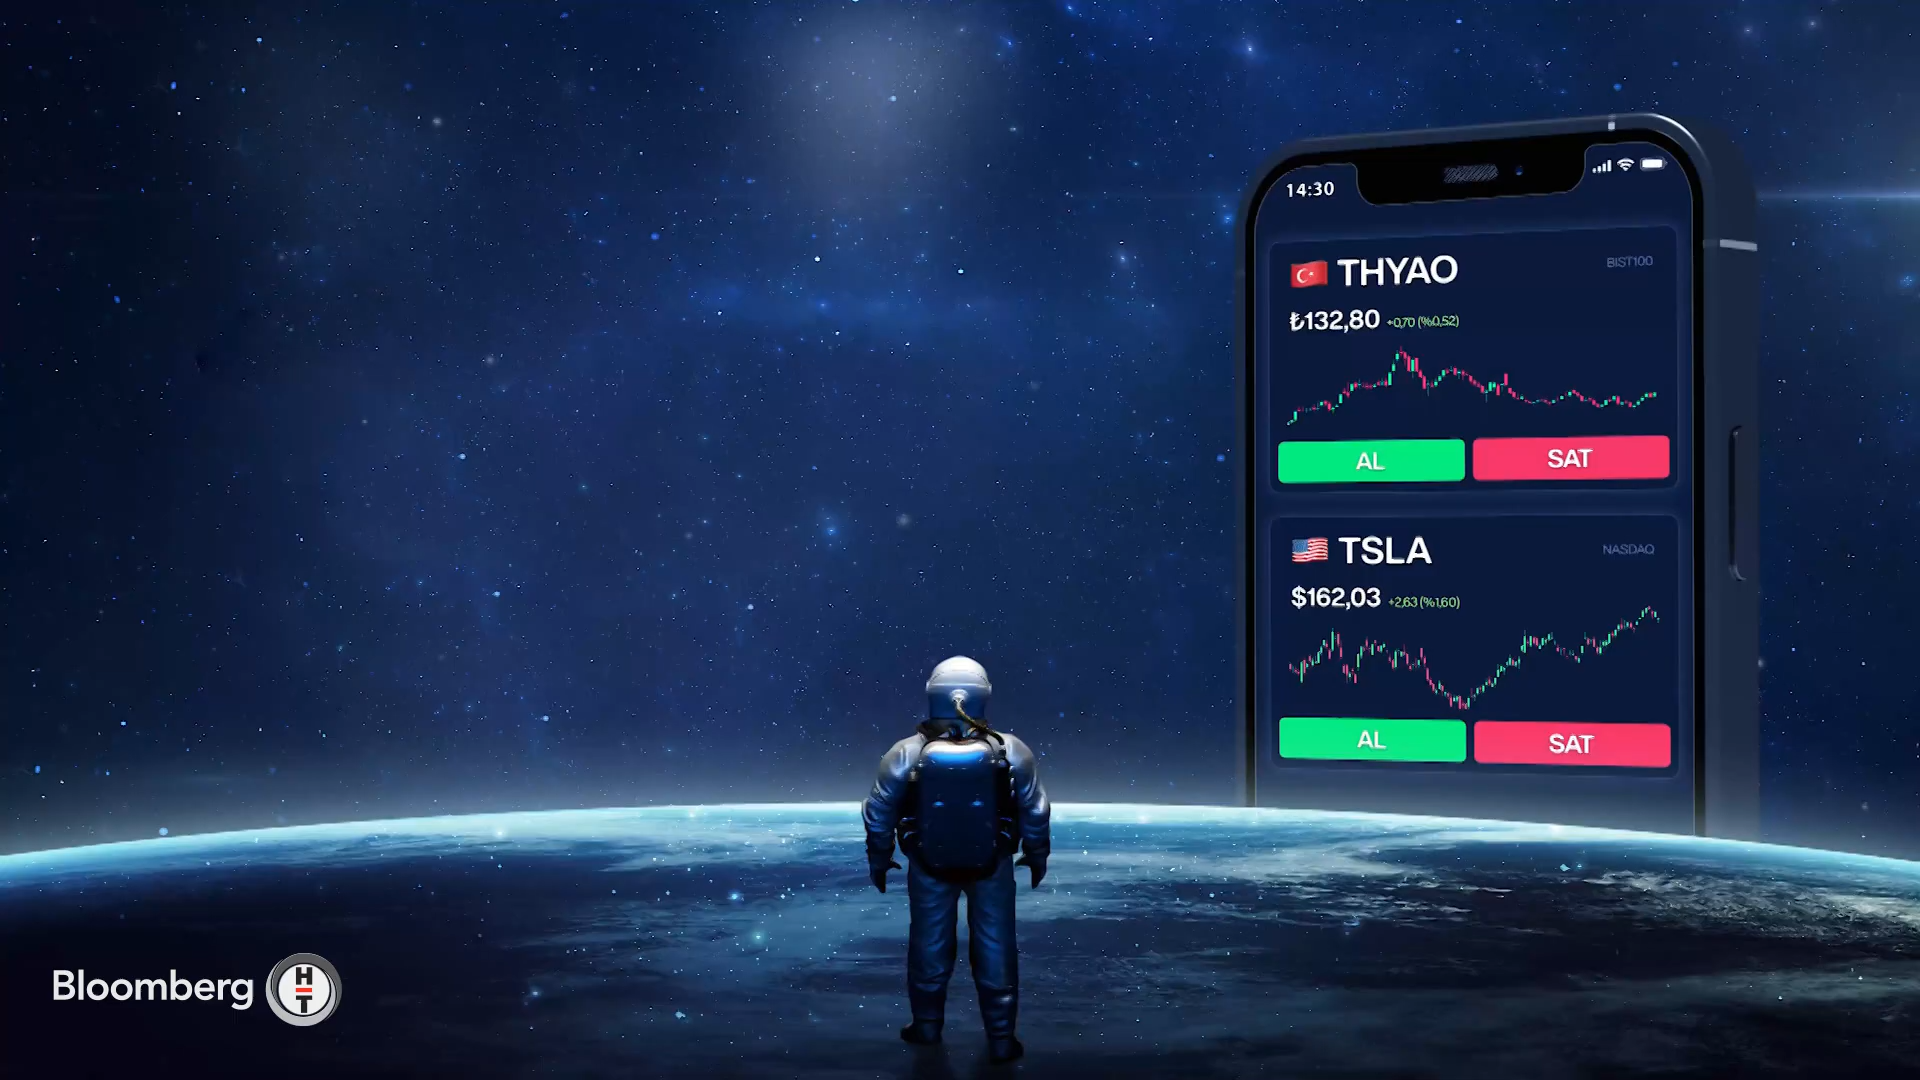 14:30
THYAO
BIST100
₺132,80 +0,70 (%0,52)
AL
SAT
TSLA
NASDAQ
$162,03 +2,63 (%1,60)
AL
SAT
Bloomberg HT